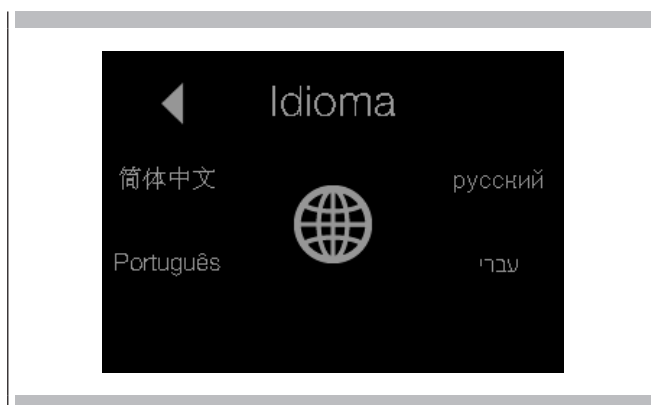 Idioma
简体中文
русский
Português
עברי